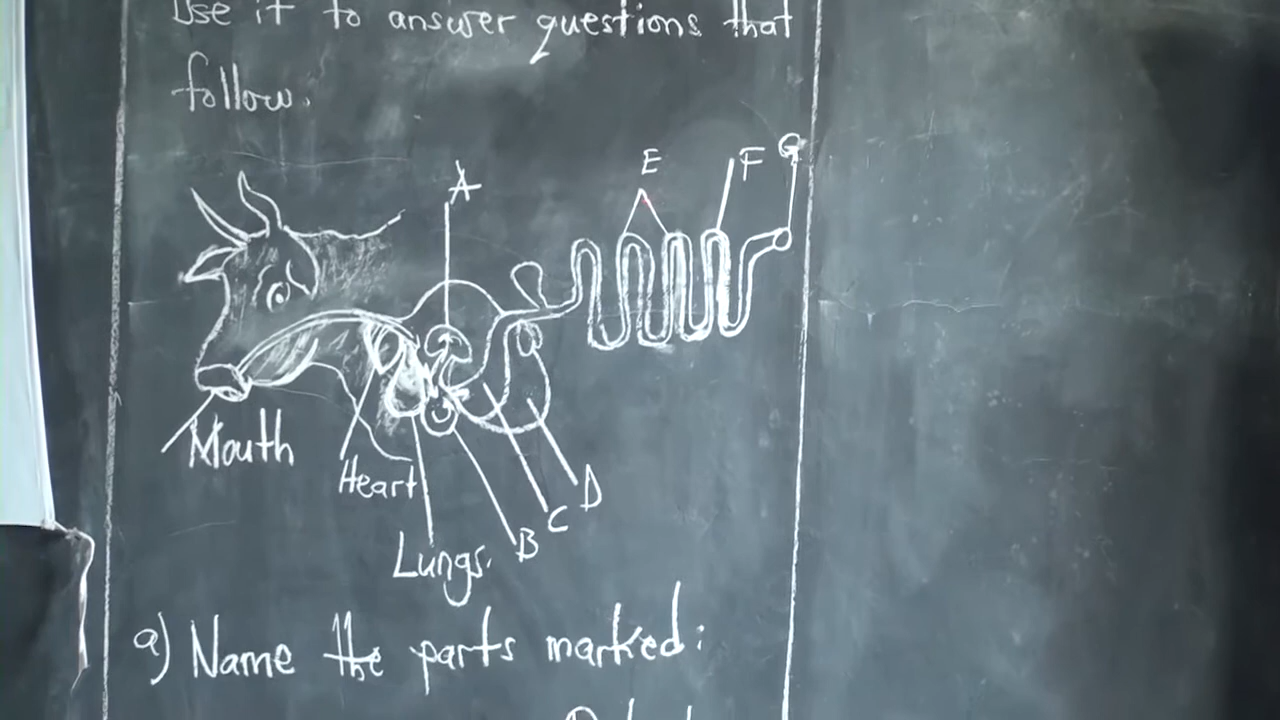 Use it to answer questions that
follow.
A
E
F
G
Mouth
Heart
Lungs.
B
C
D
a) Name the parts marked: